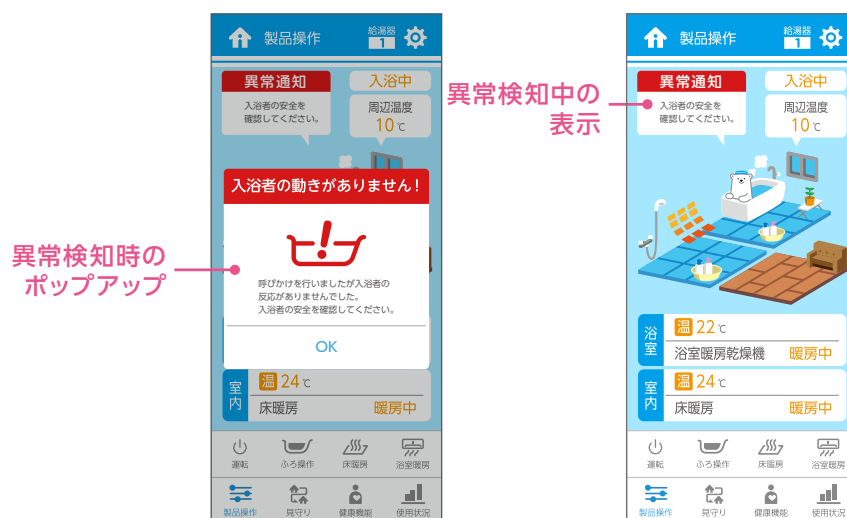 製品操作
給湯器
1
異常通知
入浴者の安全を
確認してください。
入浴中
周辺温度
10℃
入浴者の動きがありません!
呼びかけを行いましたが入浴者の
反応がありませんでした。
入浴者の安全を確認してください。
OK
室内
温 24℃
床暖房 暖房中
運転 ふろ操作 床暖房 浴室暖房
製品操作 見守り 健康機能 使用状況
異常検知時の
ポップアップ
製品操作
給湯器
1
異常通知
入浴者の安全を
確認してください。
入浴中
周辺温度
10℃
異常検知中の
表示
浴室
温 22℃
浴室暖房乾燥機 暖房中
室内
温 24℃
床暖房 暖房中
運転 ふろ操作 床暖房 浴室暖房
製品操作 見守り 健康機能 使用状況